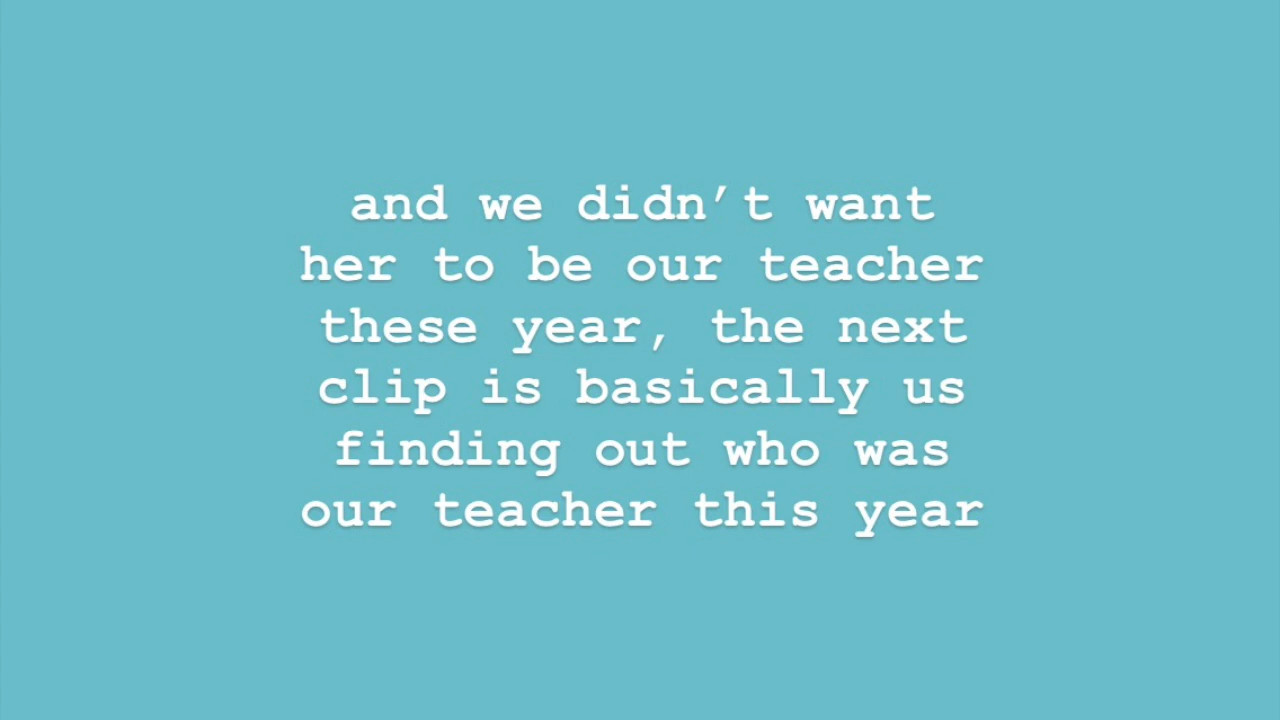 and we didn’t want
her to be our teacher
these year, the next
clip is basically us
finding out who was
our teacher this year